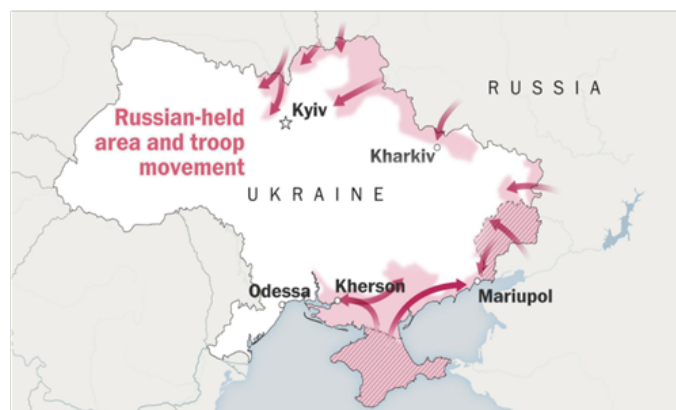 RUSSIA
Kyiv
Russian-held
area and troop
movement
Kharkiv
UKRAINE
Odessa
Kherson
Mariupol